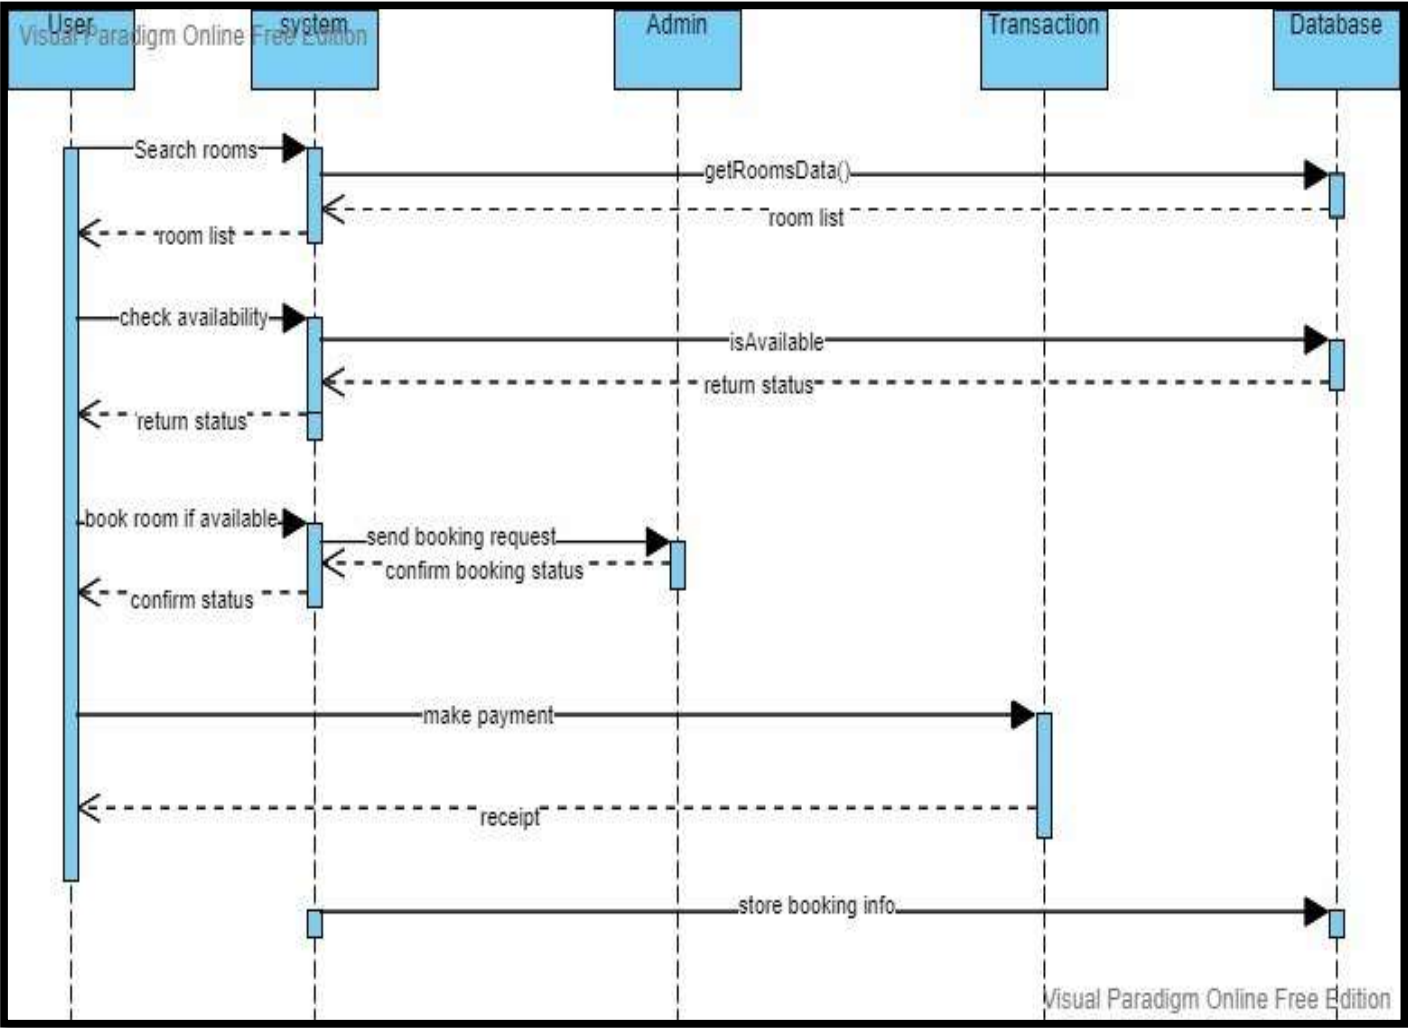 User
system
Admin
Transaction
Database
Visual Paradigm Online Free Edition
Search rooms
getRoomsData()
room list
room list
check availability
isAvailable
return status
return status
book room if available
send booking request
confirm booking status
confirm status
make payment
receipt
store booking info
Visual Paradigm Online Free Edition